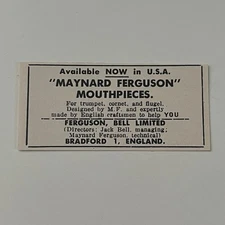 Available NOW in U.S.A.
"MAYNARD FERGUSON"
MOUTHPIECES.
For trumpet, cornet, and flugel.
Designed by M.F. and expertly
made by English craftsmen to help YOU
FERGUSON, BELL LIMITED
(Directors: Jack Bell, managing;
Maynard Ferguson, technical)
BRADFORD 1, ENGLAND.